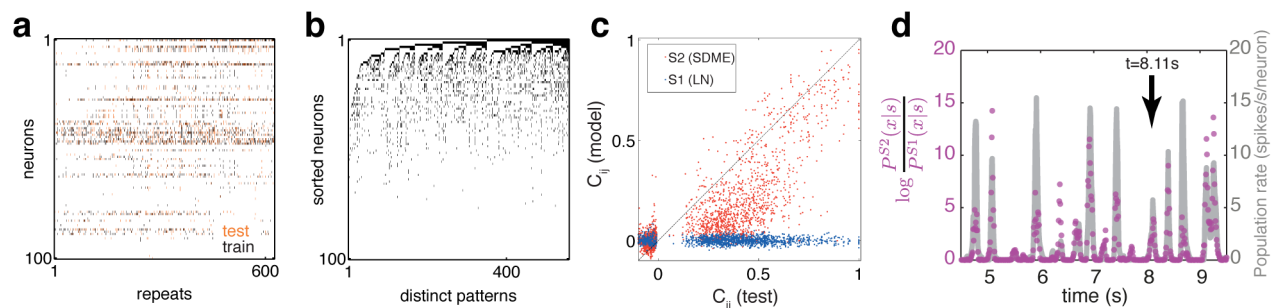 a
1
neurons
100
test
train
1
600
repeats
b
1
sorted neurons
100
1
400
distinct patterns
c
1
· S2 (SDME)
· S1 (LN)
0.5
C_ij (model)
0
0
0.5
1
C_ij (test)
d
20
15
10
5
0
log P^S2(x|s) / P^S1(x|s)
t=8.11s
20
15
10
5
0
Population rate (spikes/s/neuron)
5
6
7
8
9
time (s)